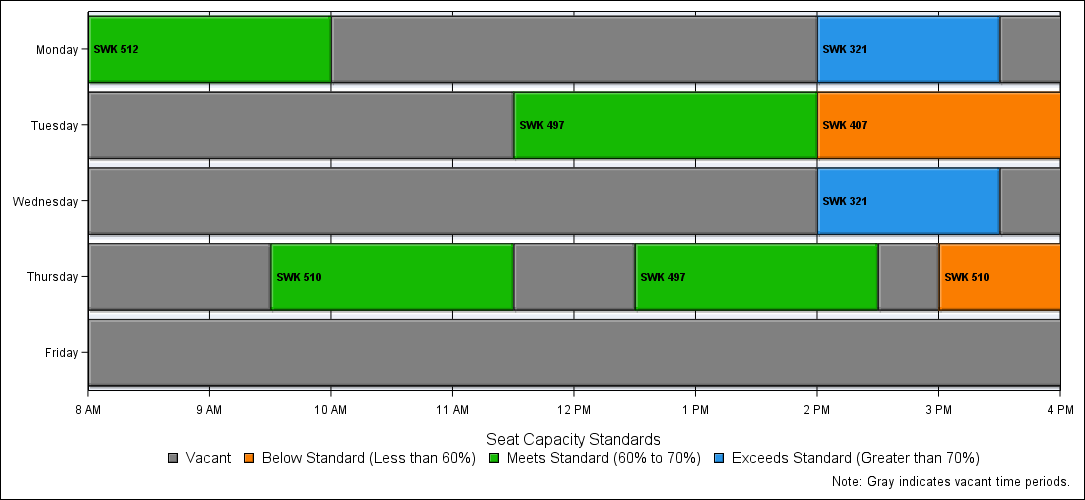 Monday
SWK 512
SWK 321
Tuesday
SWK 497
SWK 407
Wednesday
SWK 321
Thursday
SWK 510
SWK 497
SWK 510
Friday
8 AM 9 AM 10 AM 11 AM 12 PM 1 PM 2 PM 3 PM 4 PM
Seat Capacity Standards
Vacant Below Standard (Less than 60%) Meets Standard (60% to 70%) Exceeds Standard (Greater than 70%)
Note: Gray indicates vacant time periods.